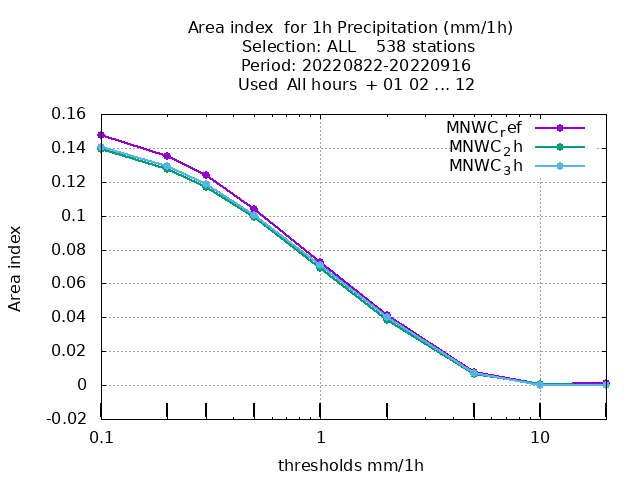 Area index  for 1h Precipitation (mm/1h)
Selection: ALL    538 stations
Period: 20220822-20220916
Used  All hours  + 01 02 ... 12
0.16
0.14
0.12
0.1
0.08
0.06
0.04
0.02
0
-0.02
Area index
MNWC_ref
MNWC_2h
MNWC_3h
0.1
1
10
thresholds mm/1h